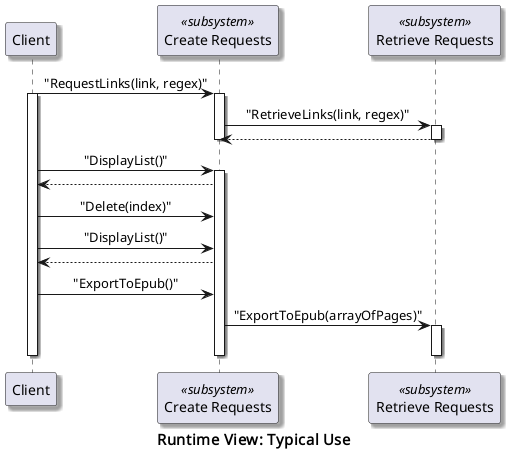 «subsystem»
«subsystem»
Client
Create Requests
Retrieve Requests
"RequestLinks(link, regex)"
"RetrieveLinks(link, regex)"
"DisplayList()"
"Delete(index)"
"DisplayList()"
"ExportToEpub()"
"ExportToEpub(arrayOfPages)"
Client
«subsystem»
Create Requests
«subsystem»
Retrieve Requests
Runtime View: Typical Use